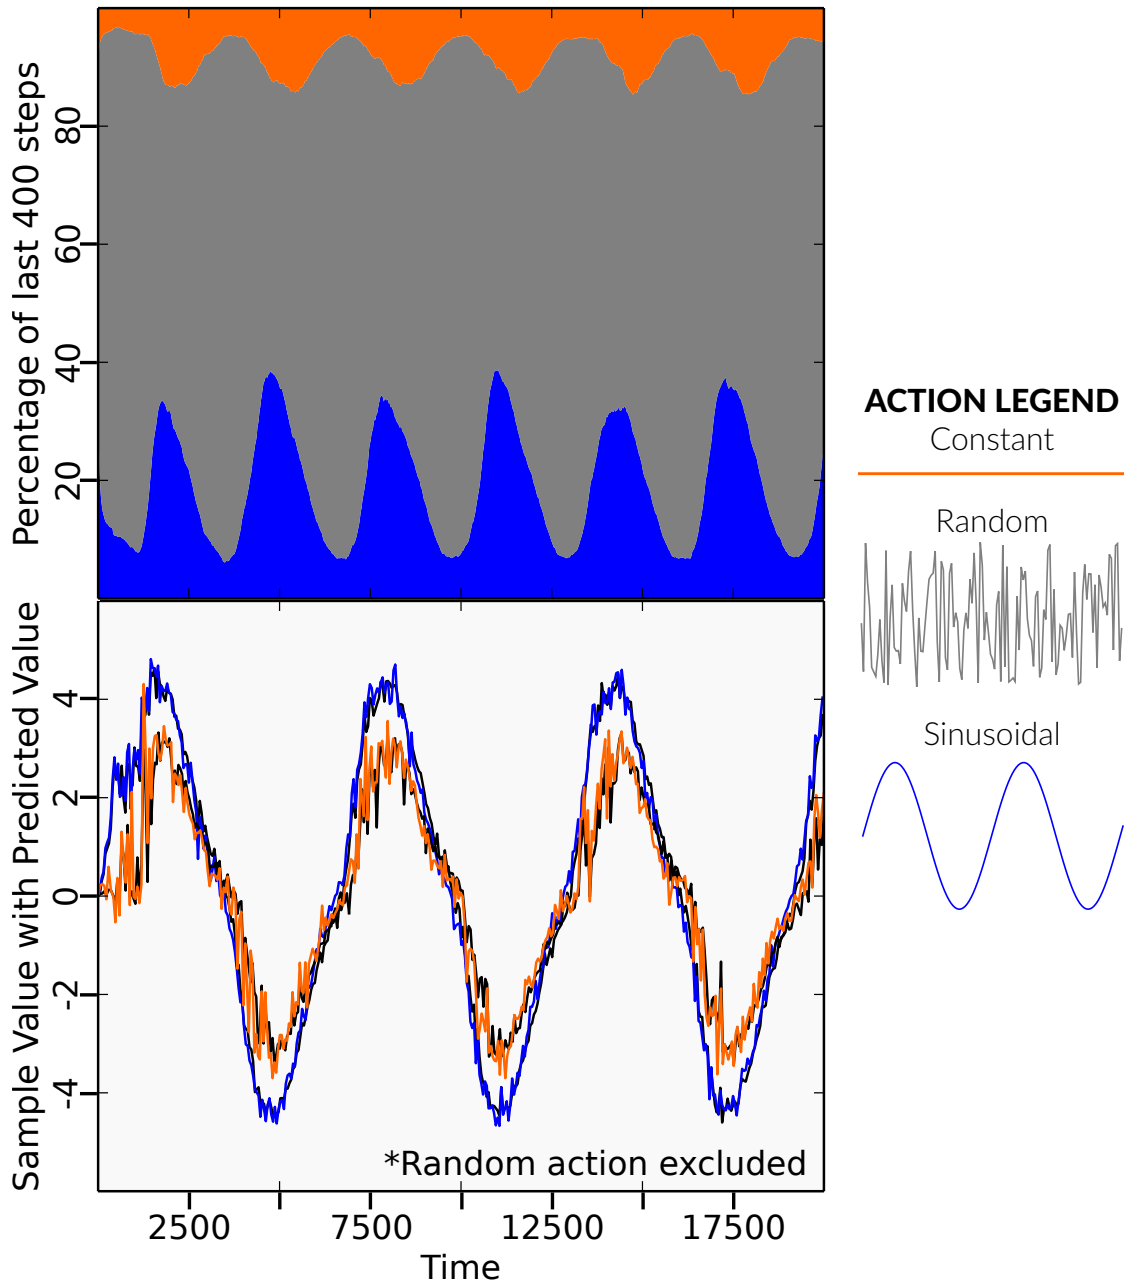 Percentage of last 400 steps
80
60
40
20
Sample Value with Predicted Value
4
2
0
-2
-4
*Random action excluded
2500
7500
12500
17500
Time
ACTION LEGEND
Constant
Random
Sinusoidal